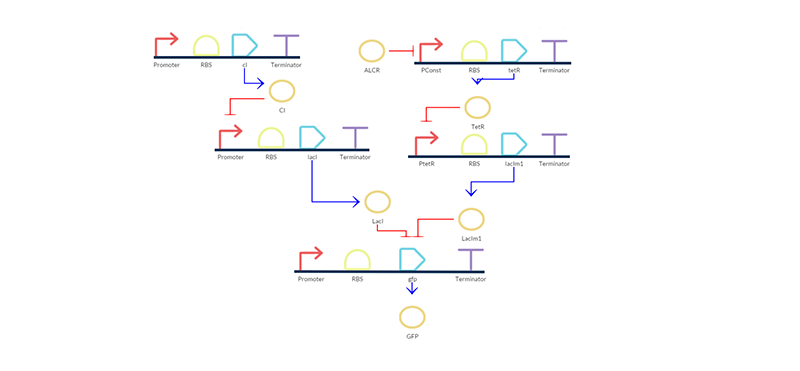 Promoter RBS cI Terminator
ALCR PConst RBS tetR Terminator
CI
TetR
Promoter RBS lacI Terminator
PtetR RBS lacIm1 Terminator
LacI
LacIm1
Promoter RBS gfp Terminator
GFP